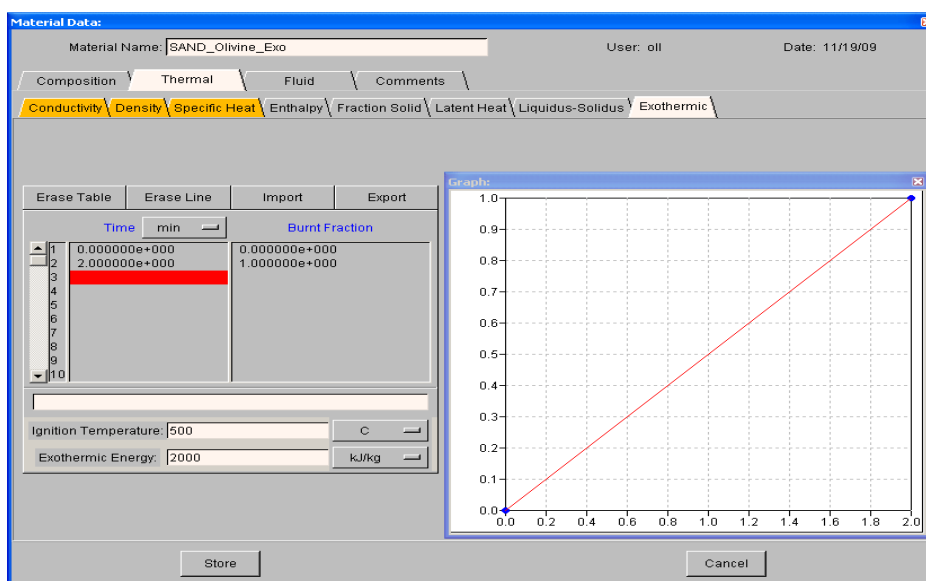 Material Data:
Material Name: SAND_Olivine_Exo User: oll Date: 11/19/09
Composition Thermal Fluid Comments
Conductivity Density Specific Heat Enthalpy Fraction Solid Latent Heat Liquidus-Solidus Exothermic
Erase Table Erase Line Import Export
Time min Burnt Fraction
1 0.000000e+000 0.000000e+000
2 2.000000e+000 1.000000e+000
3
4
5
6
7
8
9
10
Ignition Temperature: 500 C
Exothermic Energy: 2000 kJ/kg
Graph:
1.0
0.9
0.8
0.7
0.6
0.5
0.4
0.3
0.2
0.1
0.0
0.0 0.2 0.4 0.6 0.8 1.0 1.2 1.4 1.6 1.8 2.0
Store Cancel